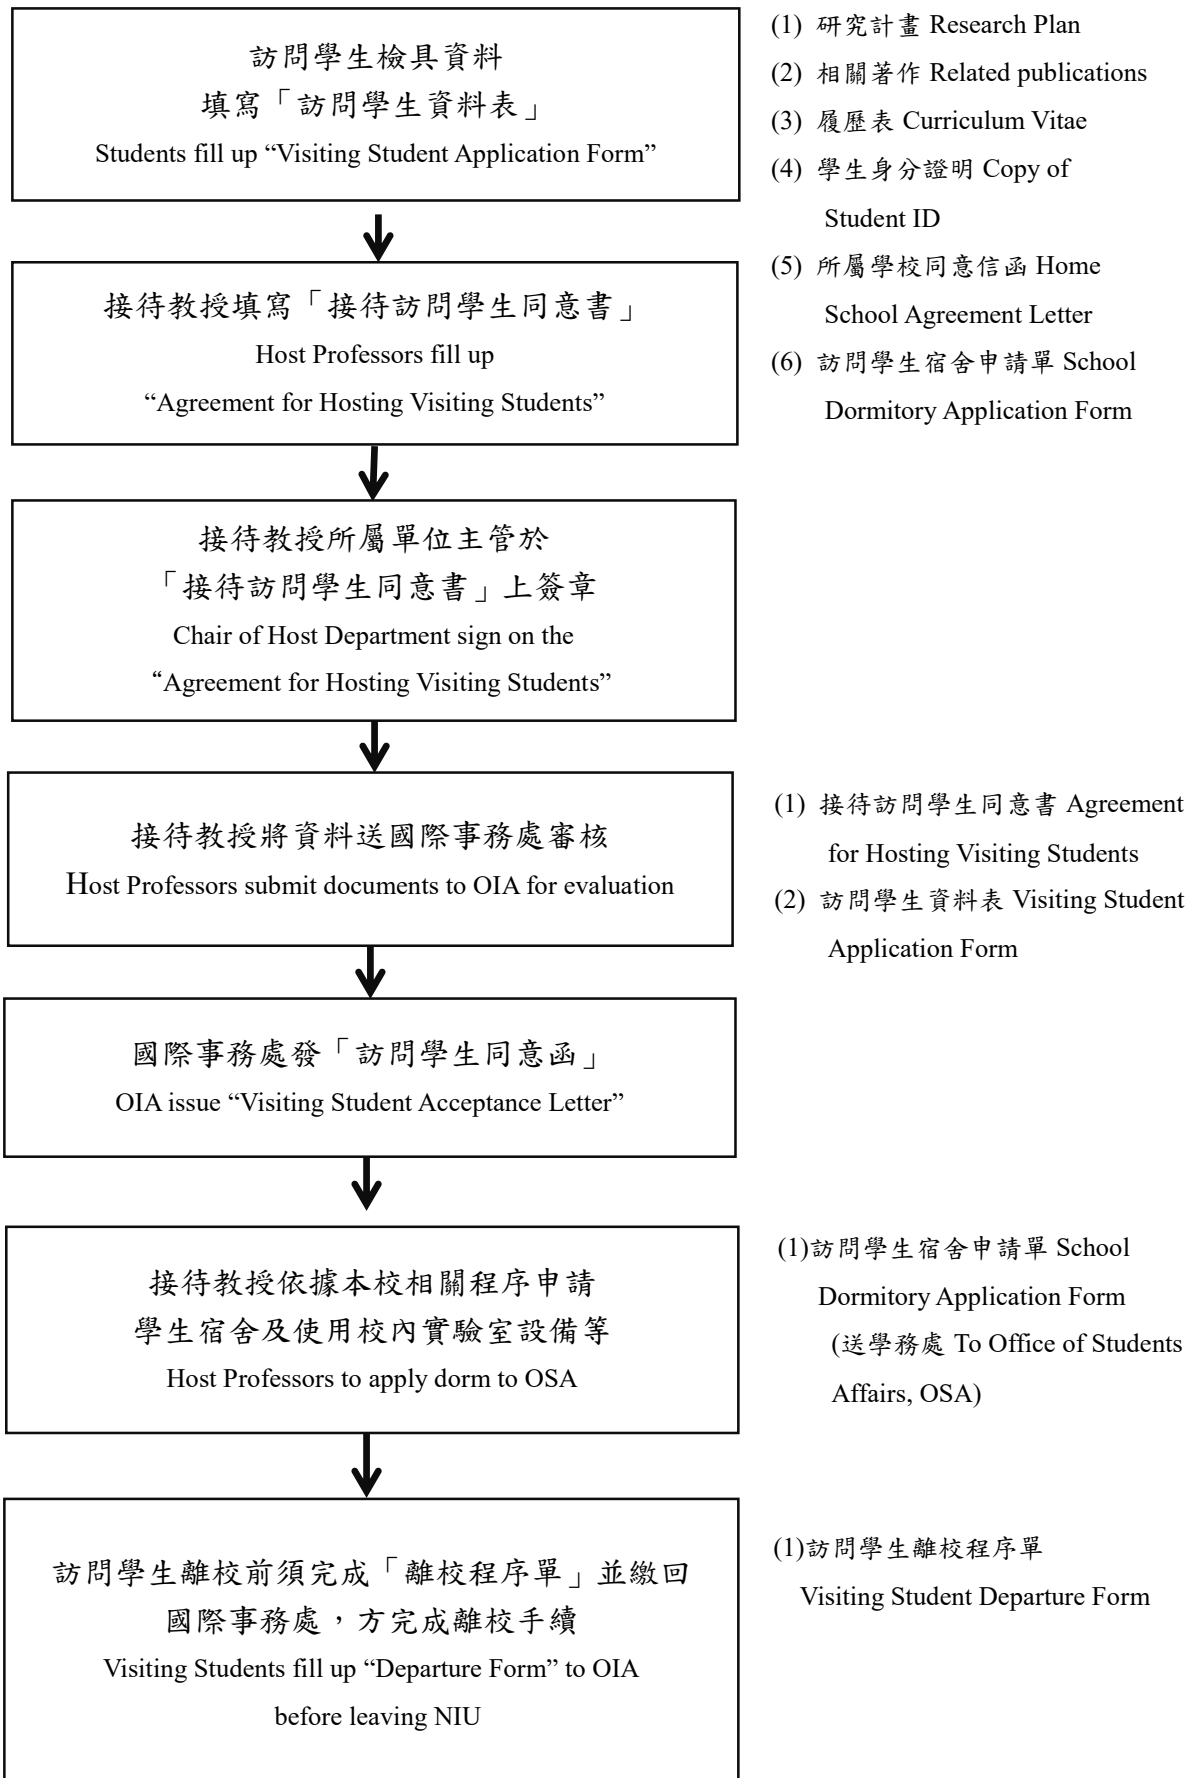 訪問學生檢具資料
填寫「訪問學生資料表」
Students fill up “Visiting Student Application Form”
(1) 研究計畫 Research Plan
(2) 相關著作 Related publications
(3) 履歷表 Curriculum Vitae
(4) 學生身分證明 Copy of
Student ID
(5) 所屬學校同意信函 Home
School Agreement Letter
(6) 訪問學生宿舍申請單 School
Dormitory Application Form
接待教授填寫「接待訪問學生同意書」
Host Professors fill up
“Agreement for Hosting Visiting Students”
接待教授所屬單位主管於
「接待訪問學生同意書」上簽章
Chair of Host Department sign on the
“Agreement for Hosting Visiting Students”
接待教授將資料送國際事務處審核
Host Professors submit documents to OIA for evaluation
(1) 接待訪問學生同意書 Agreement
for Hosting Visiting Students
(2) 訪問學生資料表 Visiting Student
Application Form
國際事務處發「訪問學生同意函」
OIA issue “Visiting Student Acceptance Letter”
接待教授依據本校相關程序申請
學生宿舍及使用校內實驗室設備等
Host Professors to apply dorm to OSA
(1)訪問學生宿舍申請單 School
Dormitory Application Form
(送學務處 To Office of Students
Affairs, OSA)
訪問學生離校前須完成「離校程序單」並繳回
國際事務處，方完成離校手續
Visiting Students fill up “Departure Form” to OIA
before leaving NIU
(1)訪問學生離校程序單
Visiting Student Departure Form